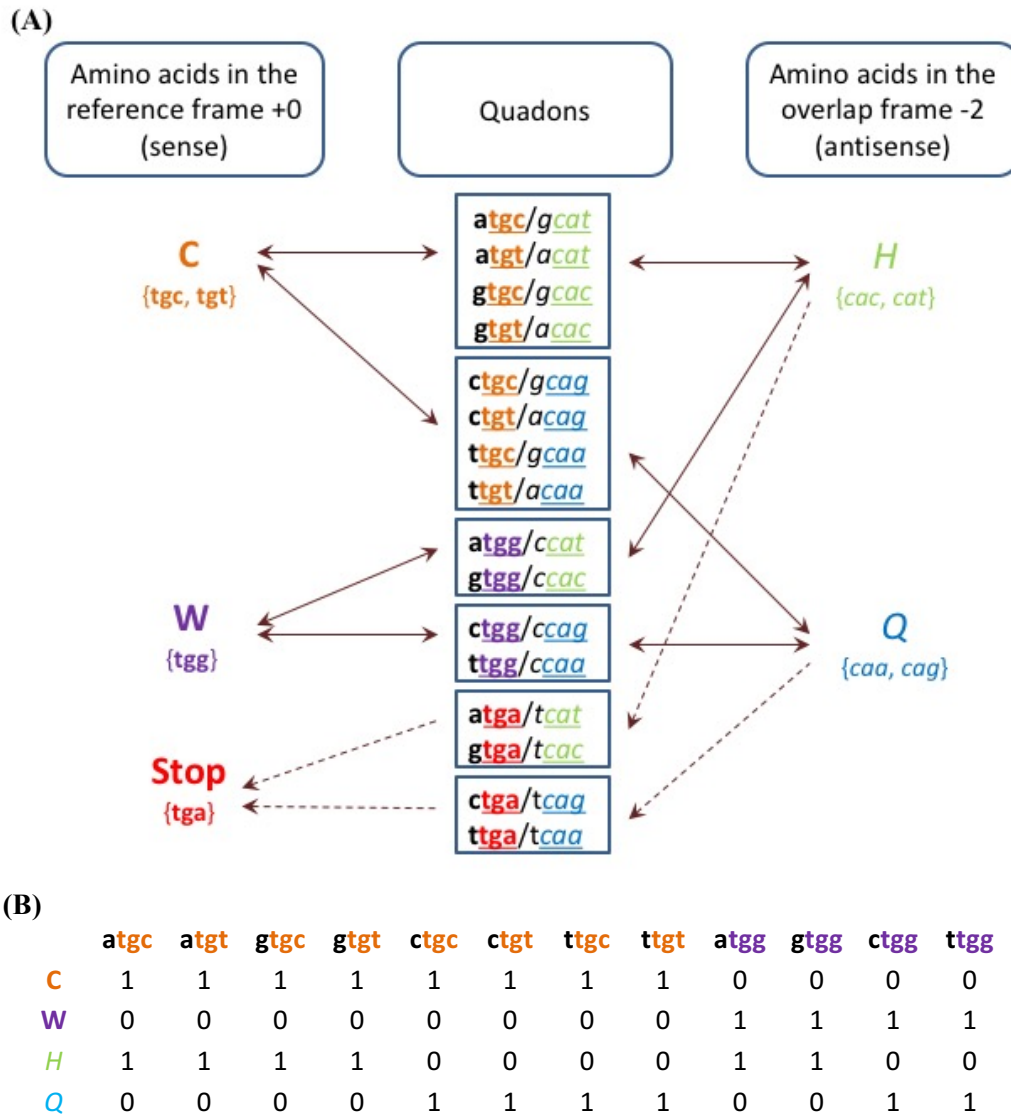 (A)
Amino acids in the
reference frame +0
(sense)
Quadons
Amino acids in the
overlap frame -2
(antisense)
C
{tgc, tgt}
atgc/gcat
atgt/acat
gtgc/gcac
gtgt/acac
H
{cac, cat}
ctgc/gcag
ctgt/acag
ttgc/gcaa
ttgt/acaa
W
{tgg}
atgg/ccat
gtgg/ccac
ctgg/ccag
ttgg/ccaa
Q
{caa, cag}
Stop
{tga}
atga/tcat
gtga/tcac
ctga/tcag
ttga/tcaa
(B)
atgc atgt gtgc gtgt ctgc ctgt ttgc ttgt atgg gtgg ctgg ttgg
C 1 1 1 1 1 1 1 1 0 0 0 0
W 0 0 0 0 0 0 0 0 1 1 1 1
H 1 1 1 1 0 0 0 0 1 1 0 0
Q 0 0 0 0 1 1 1 1 0 0 1 1